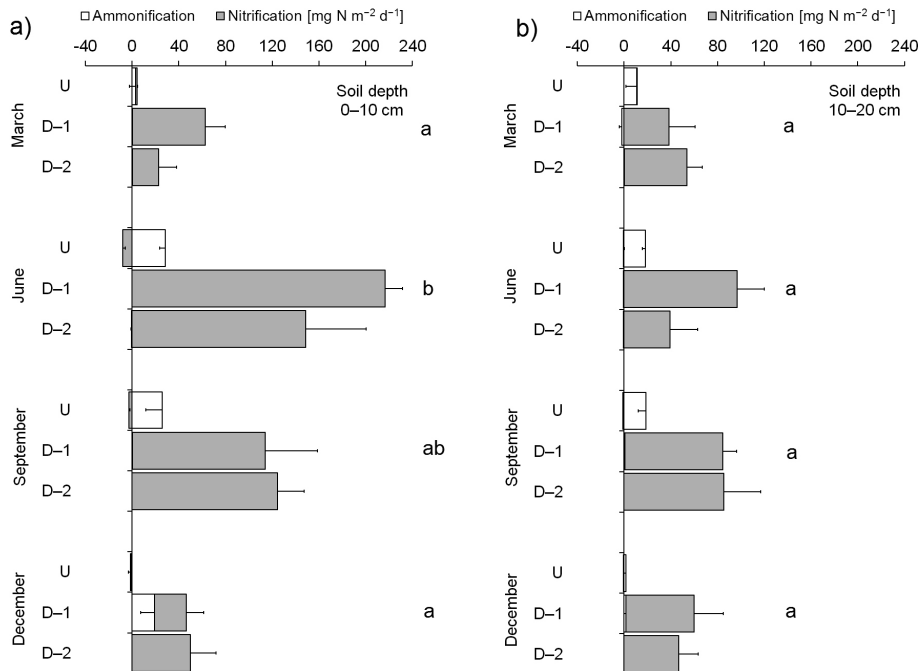 □Ammonification ■Nitrification [mg N m⁻² d⁻¹]
a)
-40 0 40 80 120 160 200 240
Soil depth
0–10 cm
March
U
D–1
D–2
a
June
U
D–1
D–2
b
September
U
D–1
D–2
ab
December
U
D–1
D–2
a
□Ammonification ■Nitrification [mg N m⁻² d⁻¹]
b)
-40 0 40 80 120 160 200 240
Soil depth
10–20 cm
March
U
D–1
D–2
a
June
U
D–1
D–2
a
September
U
D–1
D–2
a
December
U
D–1
D–2
a